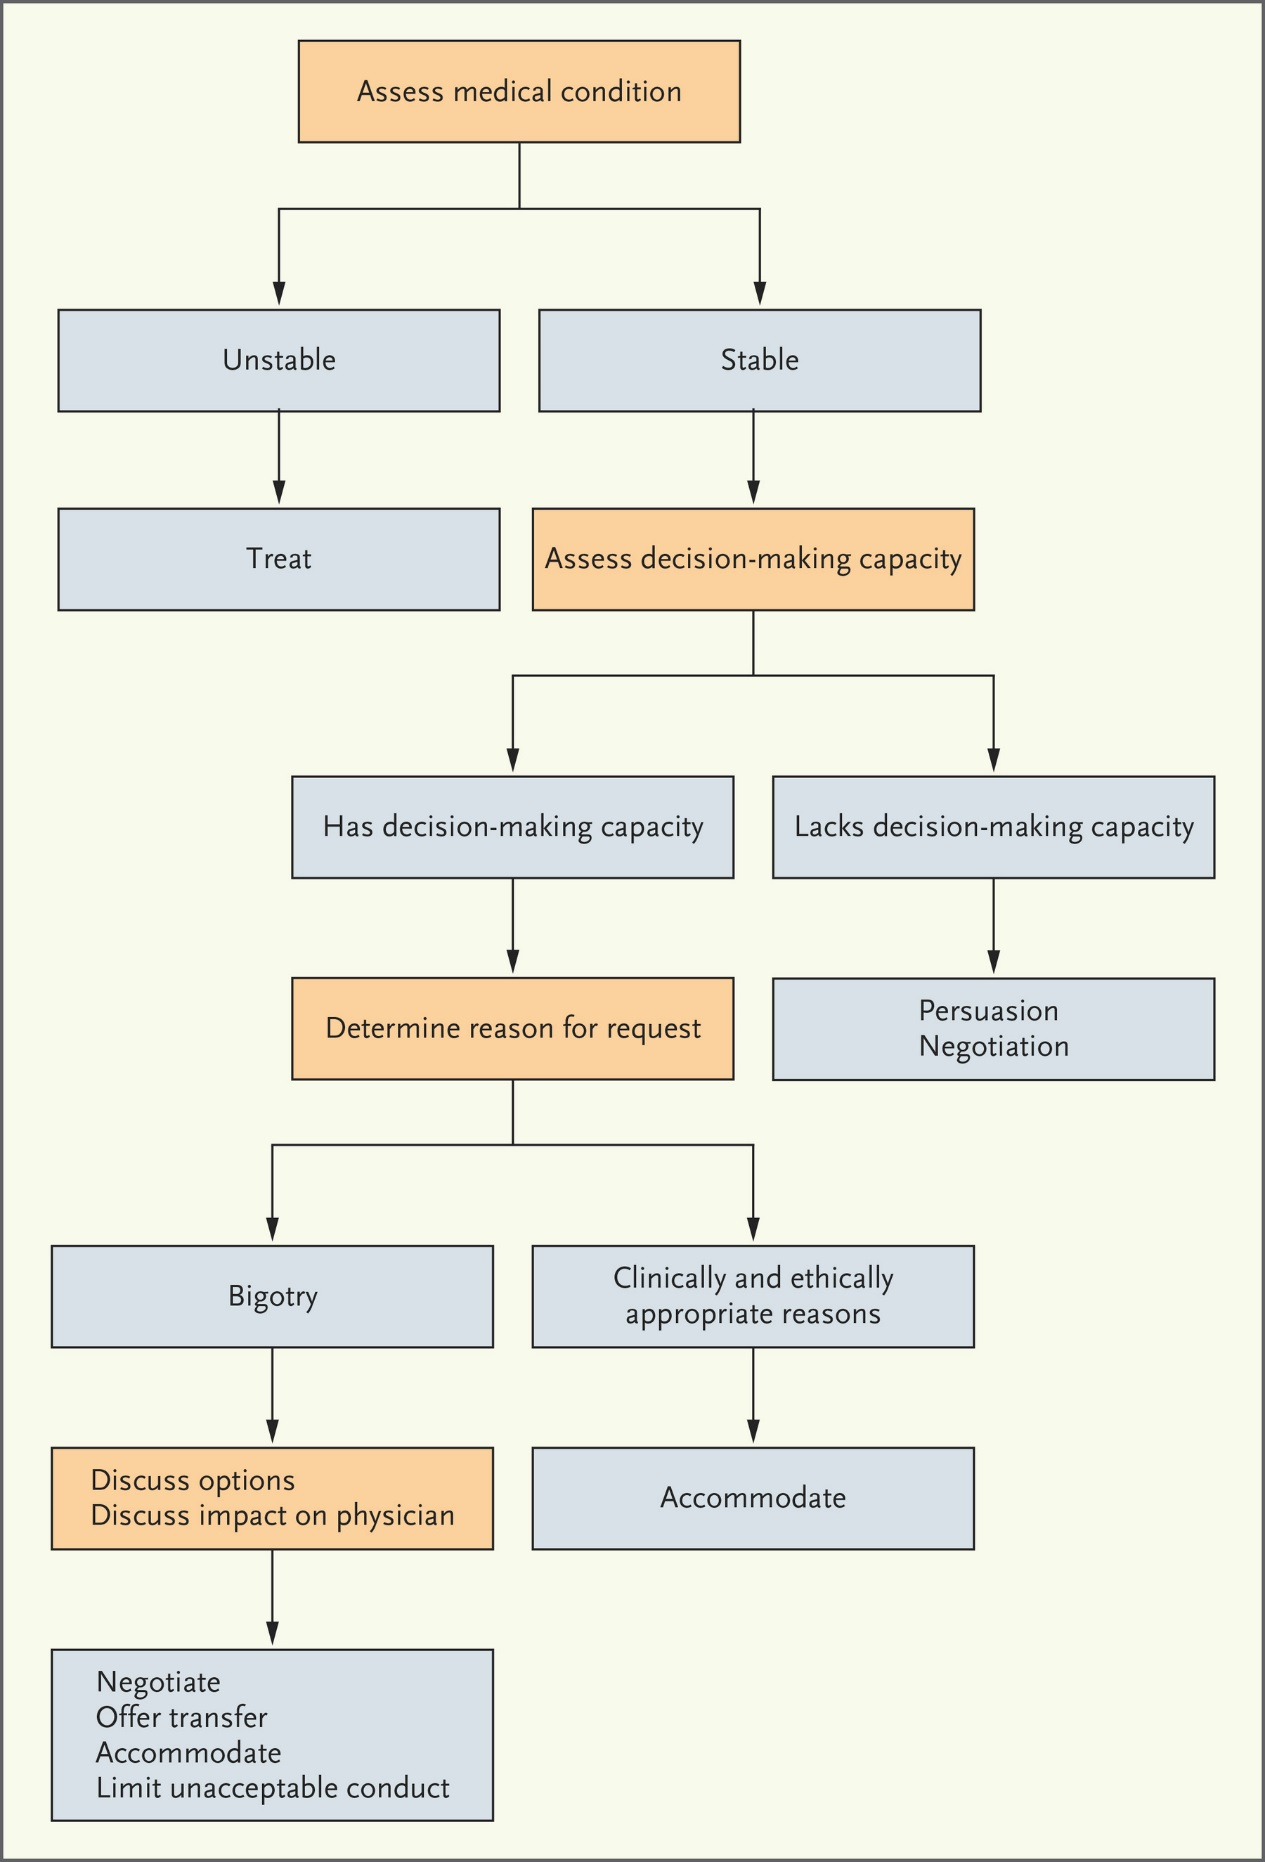 Assess medical condition
Unstable
Stable
Treat
Assess decision-making capacity
Has decision-making capacity
Lacks decision-making capacity
Determine reason for request
Persuasion
Negotiation
Bigotry
Clinically and ethically
appropriate reasons
Discuss options
Discuss impact on physician
Accommodate
Negotiate
Offer transfer
Accommodate
Limit unacceptable conduct